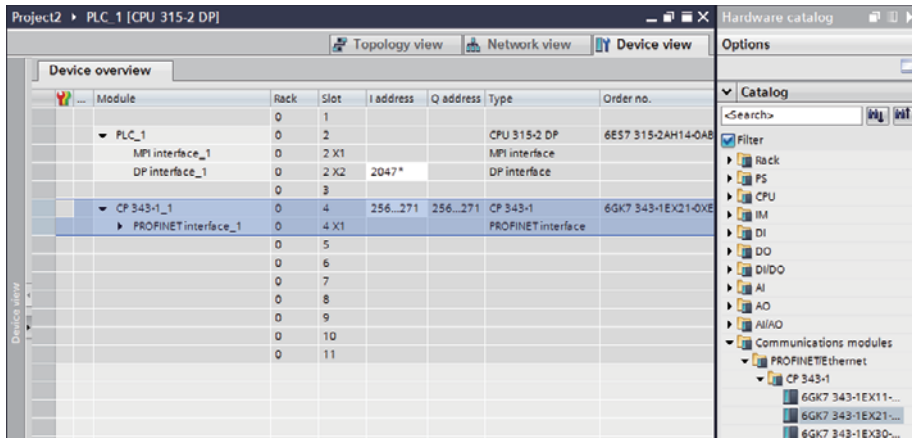 Project2 ▸ PLC_1 [CPU 315-2 DP]
Topology view Network view Device view
Device overview
... Module Rack Slot I address Q address Type Order no.
0 1
PLC_1 0 2 CPU 315-2 DP 6ES7 315-2AH14-0AB
MPI interface_1 0 2 X1 MPI interface
DP interface_1 0 2 X2 2047* DP interface
0 3
CP 343-1_1 0 4 256...271 256...271 CP 343-1 6GK7 343-1EX21-0XE
PROFINET interface_1 0 4 X1 PROFINET interface
0 5
0 6
0 7
0 8
0 9
0 10
0 11
Device view
Hardware catalog
Options
Catalog
<Search>
Filter
Rack
PS
CPU
IM
DI
DO
DI/DO
AI
AO
AI/AO
Communications modules
PROFINET/Ethernet
CP 343-1
6GK7 343-1EX11-...
6GK7 343-1EX21-...
6GK7 343-1EX30-...